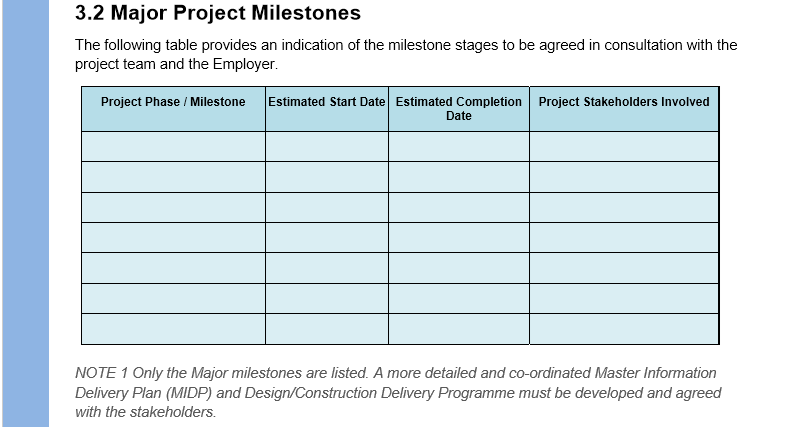 3.2 Major Project Milestones
The following table provides an indication of the milestone stages to be agreed in consultation with the
project team and the Employer.
Project Phase / Milestone Estimated Start Date Estimated Completion Project Stakeholders Involved
Date
NOTE 1 Only the Major milestones are listed. A more detailed and co-ordinated Master Information
Delivery Plan (MIDP) and Design/Construction Delivery Programme must be developed and agreed
with the stakeholders.